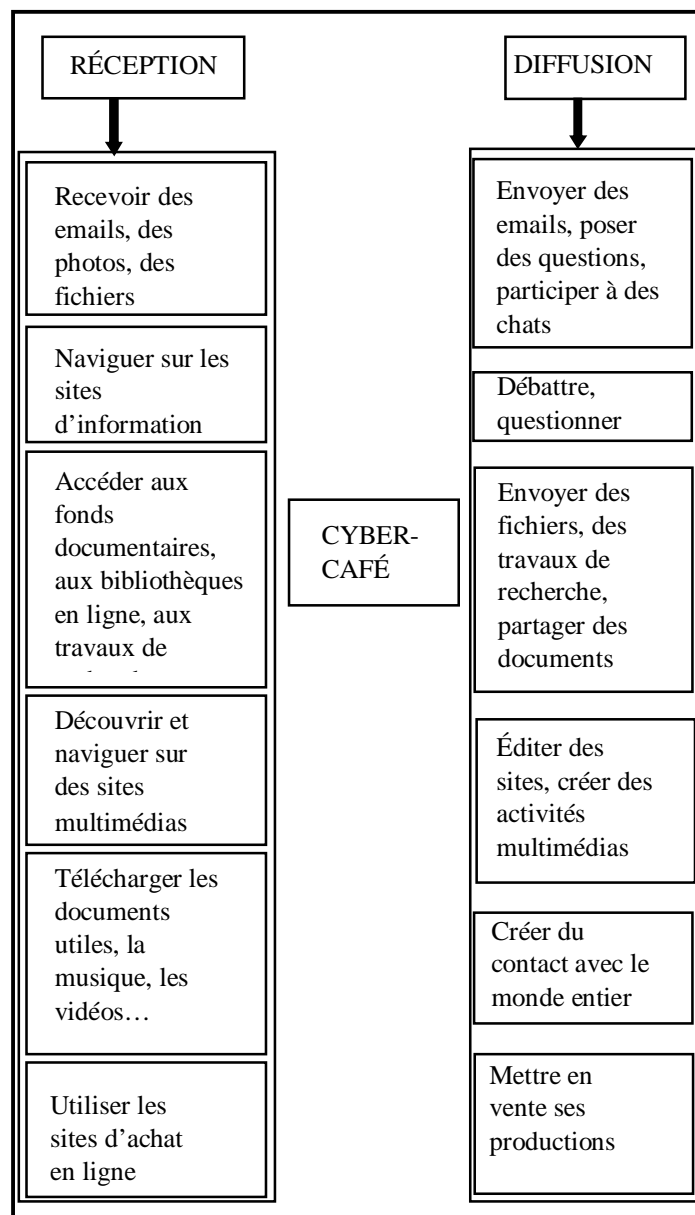 RÉCEPTION
Recevoir des
emails, des
photos, des
fichiers
Naviguer sur les
sites
d’information
Accéder aux
fonds
documentaires,
aux bibliothèques
en ligne, aux
travaux de
Découvrir et
naviguer sur
des sites
multimédias
Télécharger les
documents
utiles, la
musique, les
vidéos…
Utiliser les
sites d’achat
en ligne
CYBER-
CAFÉ
DIFFUSION
Envoyer des
emails, poser
des questions,
participer à des
chats
Débattre,
questionner
Envoyer des
fichiers, des
travaux de
recherche,
partager des
documents
Éditer des
sites, créer des
activités
multimédias
Créer du
contact avec le
monde entier
Mettre en
vente ses
productions